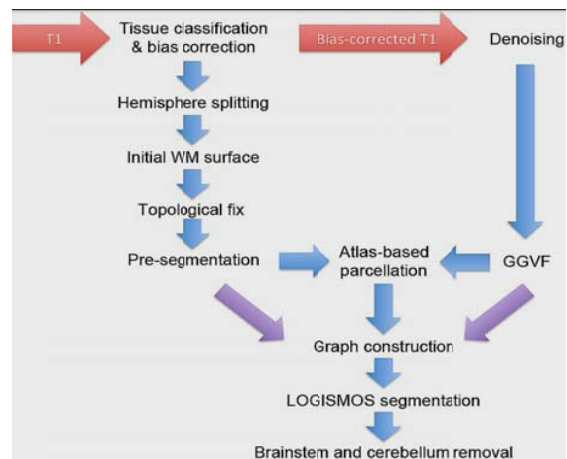 T1
Tissue classification
& bias correction
Bias-corrected T1
Denoising
Hemisphere splitting
Initial WM surface
Topological fix
Pre-segmentation
Atlas-based
parcellation
GGVF
Graph construction
LOGISMOS segmentation
Brainstem and cerebellum removal